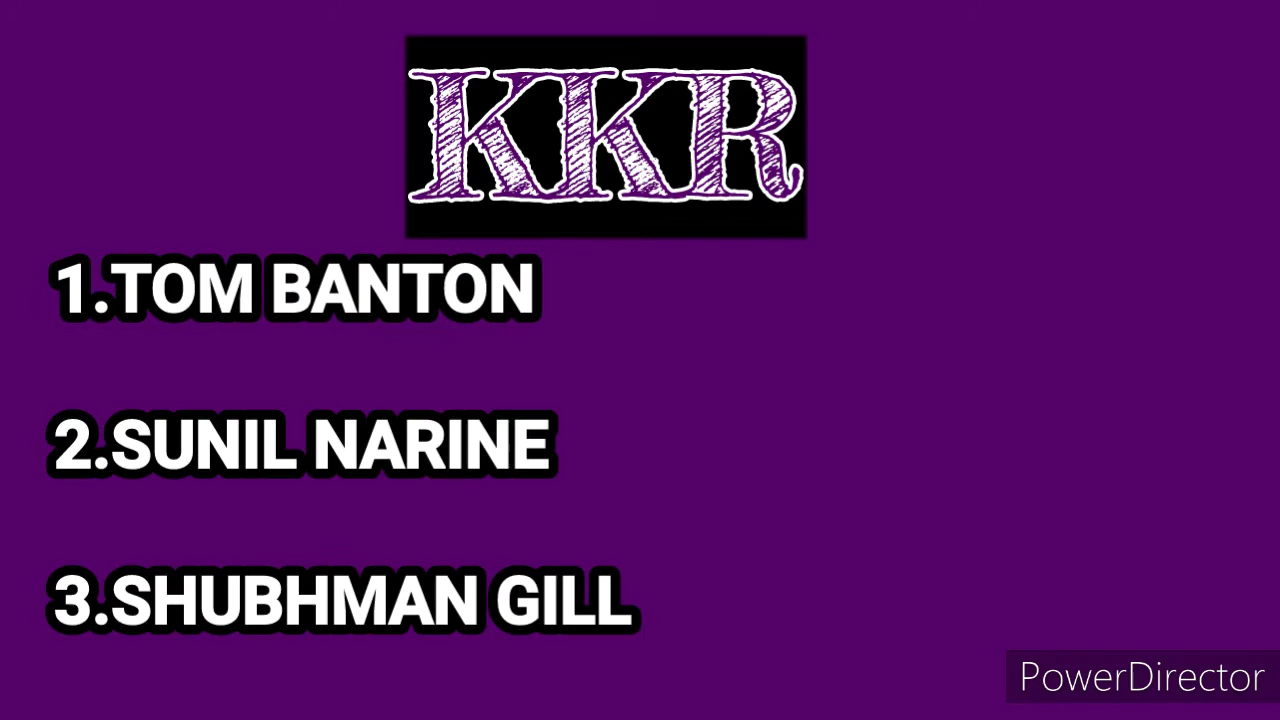 KKR
1.TOM BANTON
2.SUNIL NARINE
3.SHUBHMAN GILL
PowerDirector